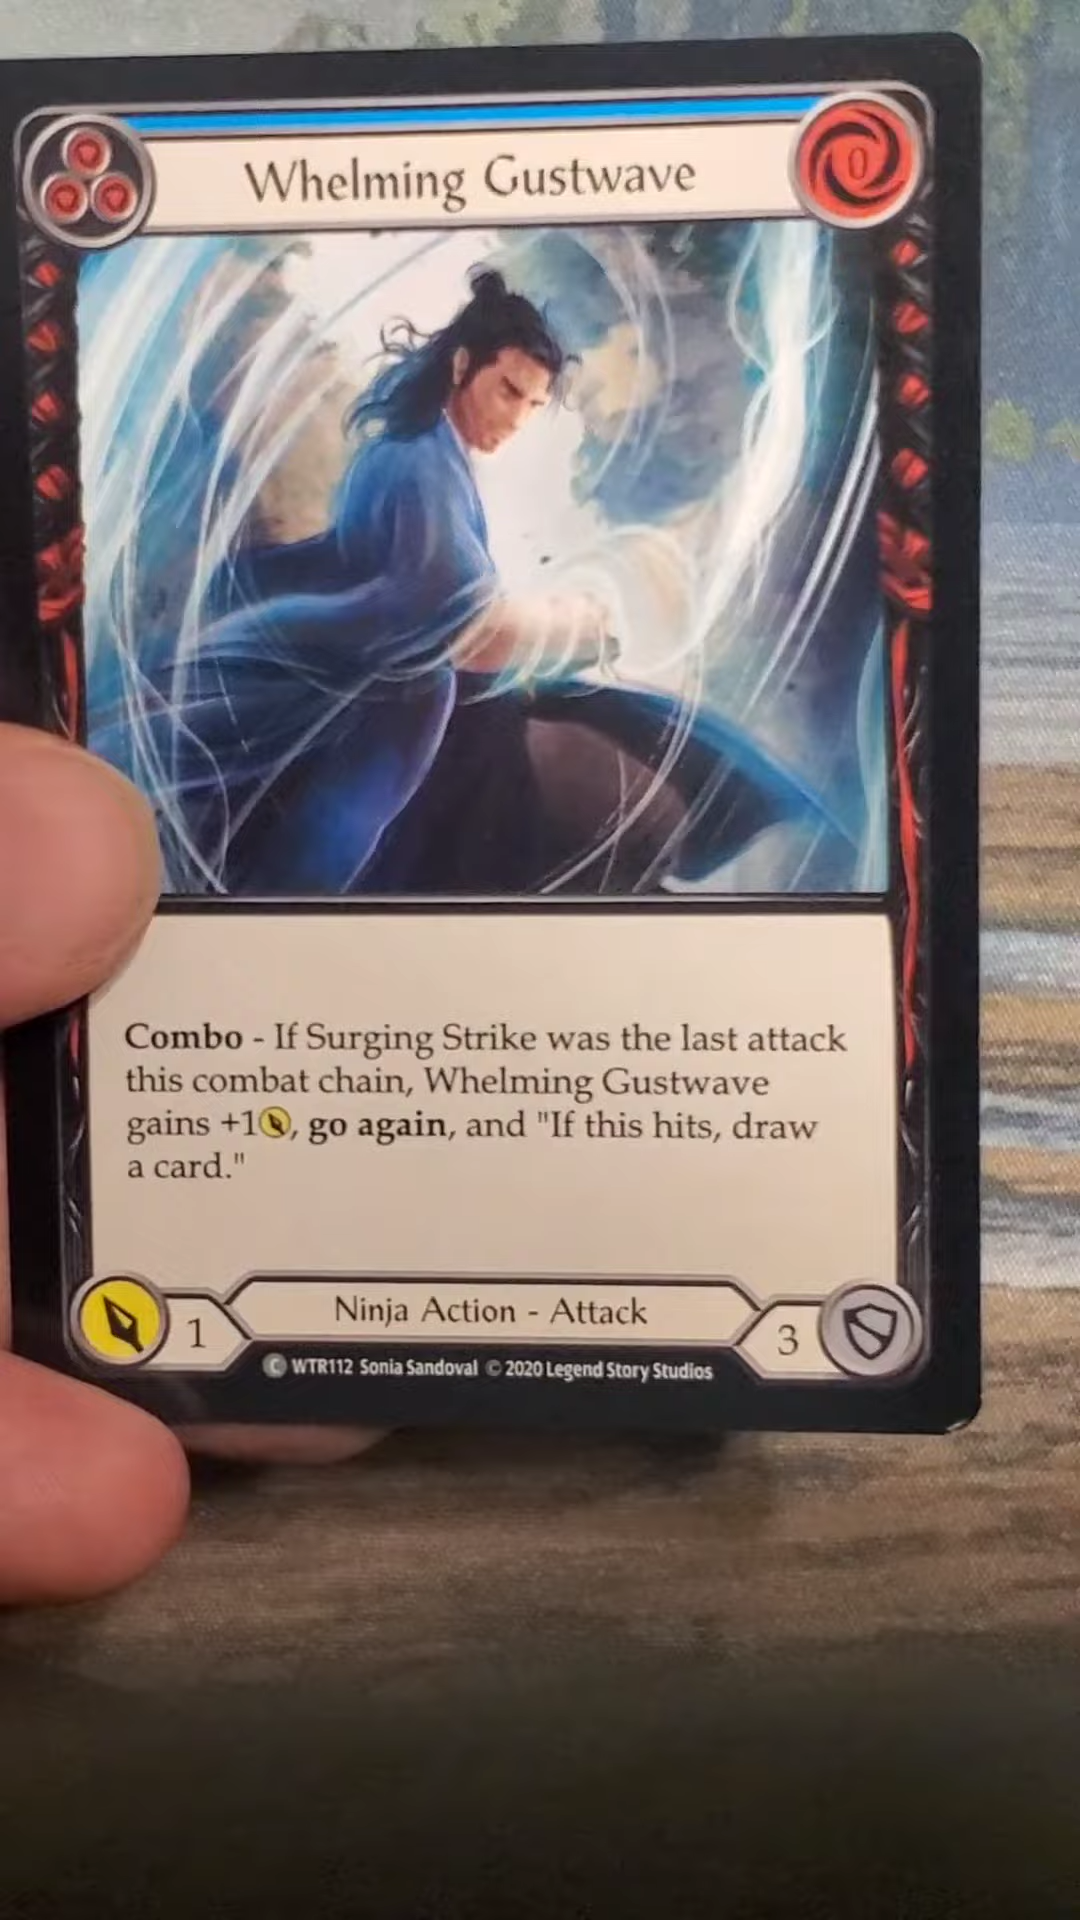 Whelming Gustwave
0
Combo - If Surging Strike was the last attack
this combat chain, Whelming Gustwave
gains +1, go again, and "If this hits, draw
a card."
1
Ninja Action - Attack
3
C WTR112 Sonia Sandoval © 2020 Legend Story Studios